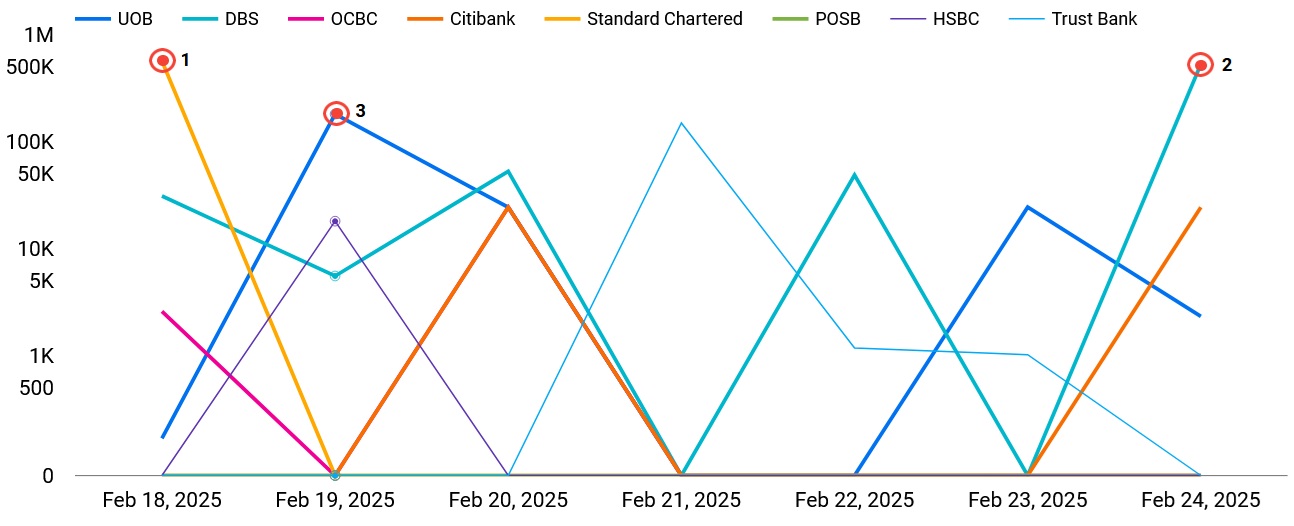 UOB DBS OCBC Citibank Standard Chartered POSB HSBC Trust Bank
1M
500K
100K
50K
10K
5K
1K
500
0
1
3
2
Feb 18, 2025 Feb 19, 2025 Feb 20, 2025 Feb 21, 2025 Feb 22, 2025 Feb 23, 2025 Feb 24, 2025